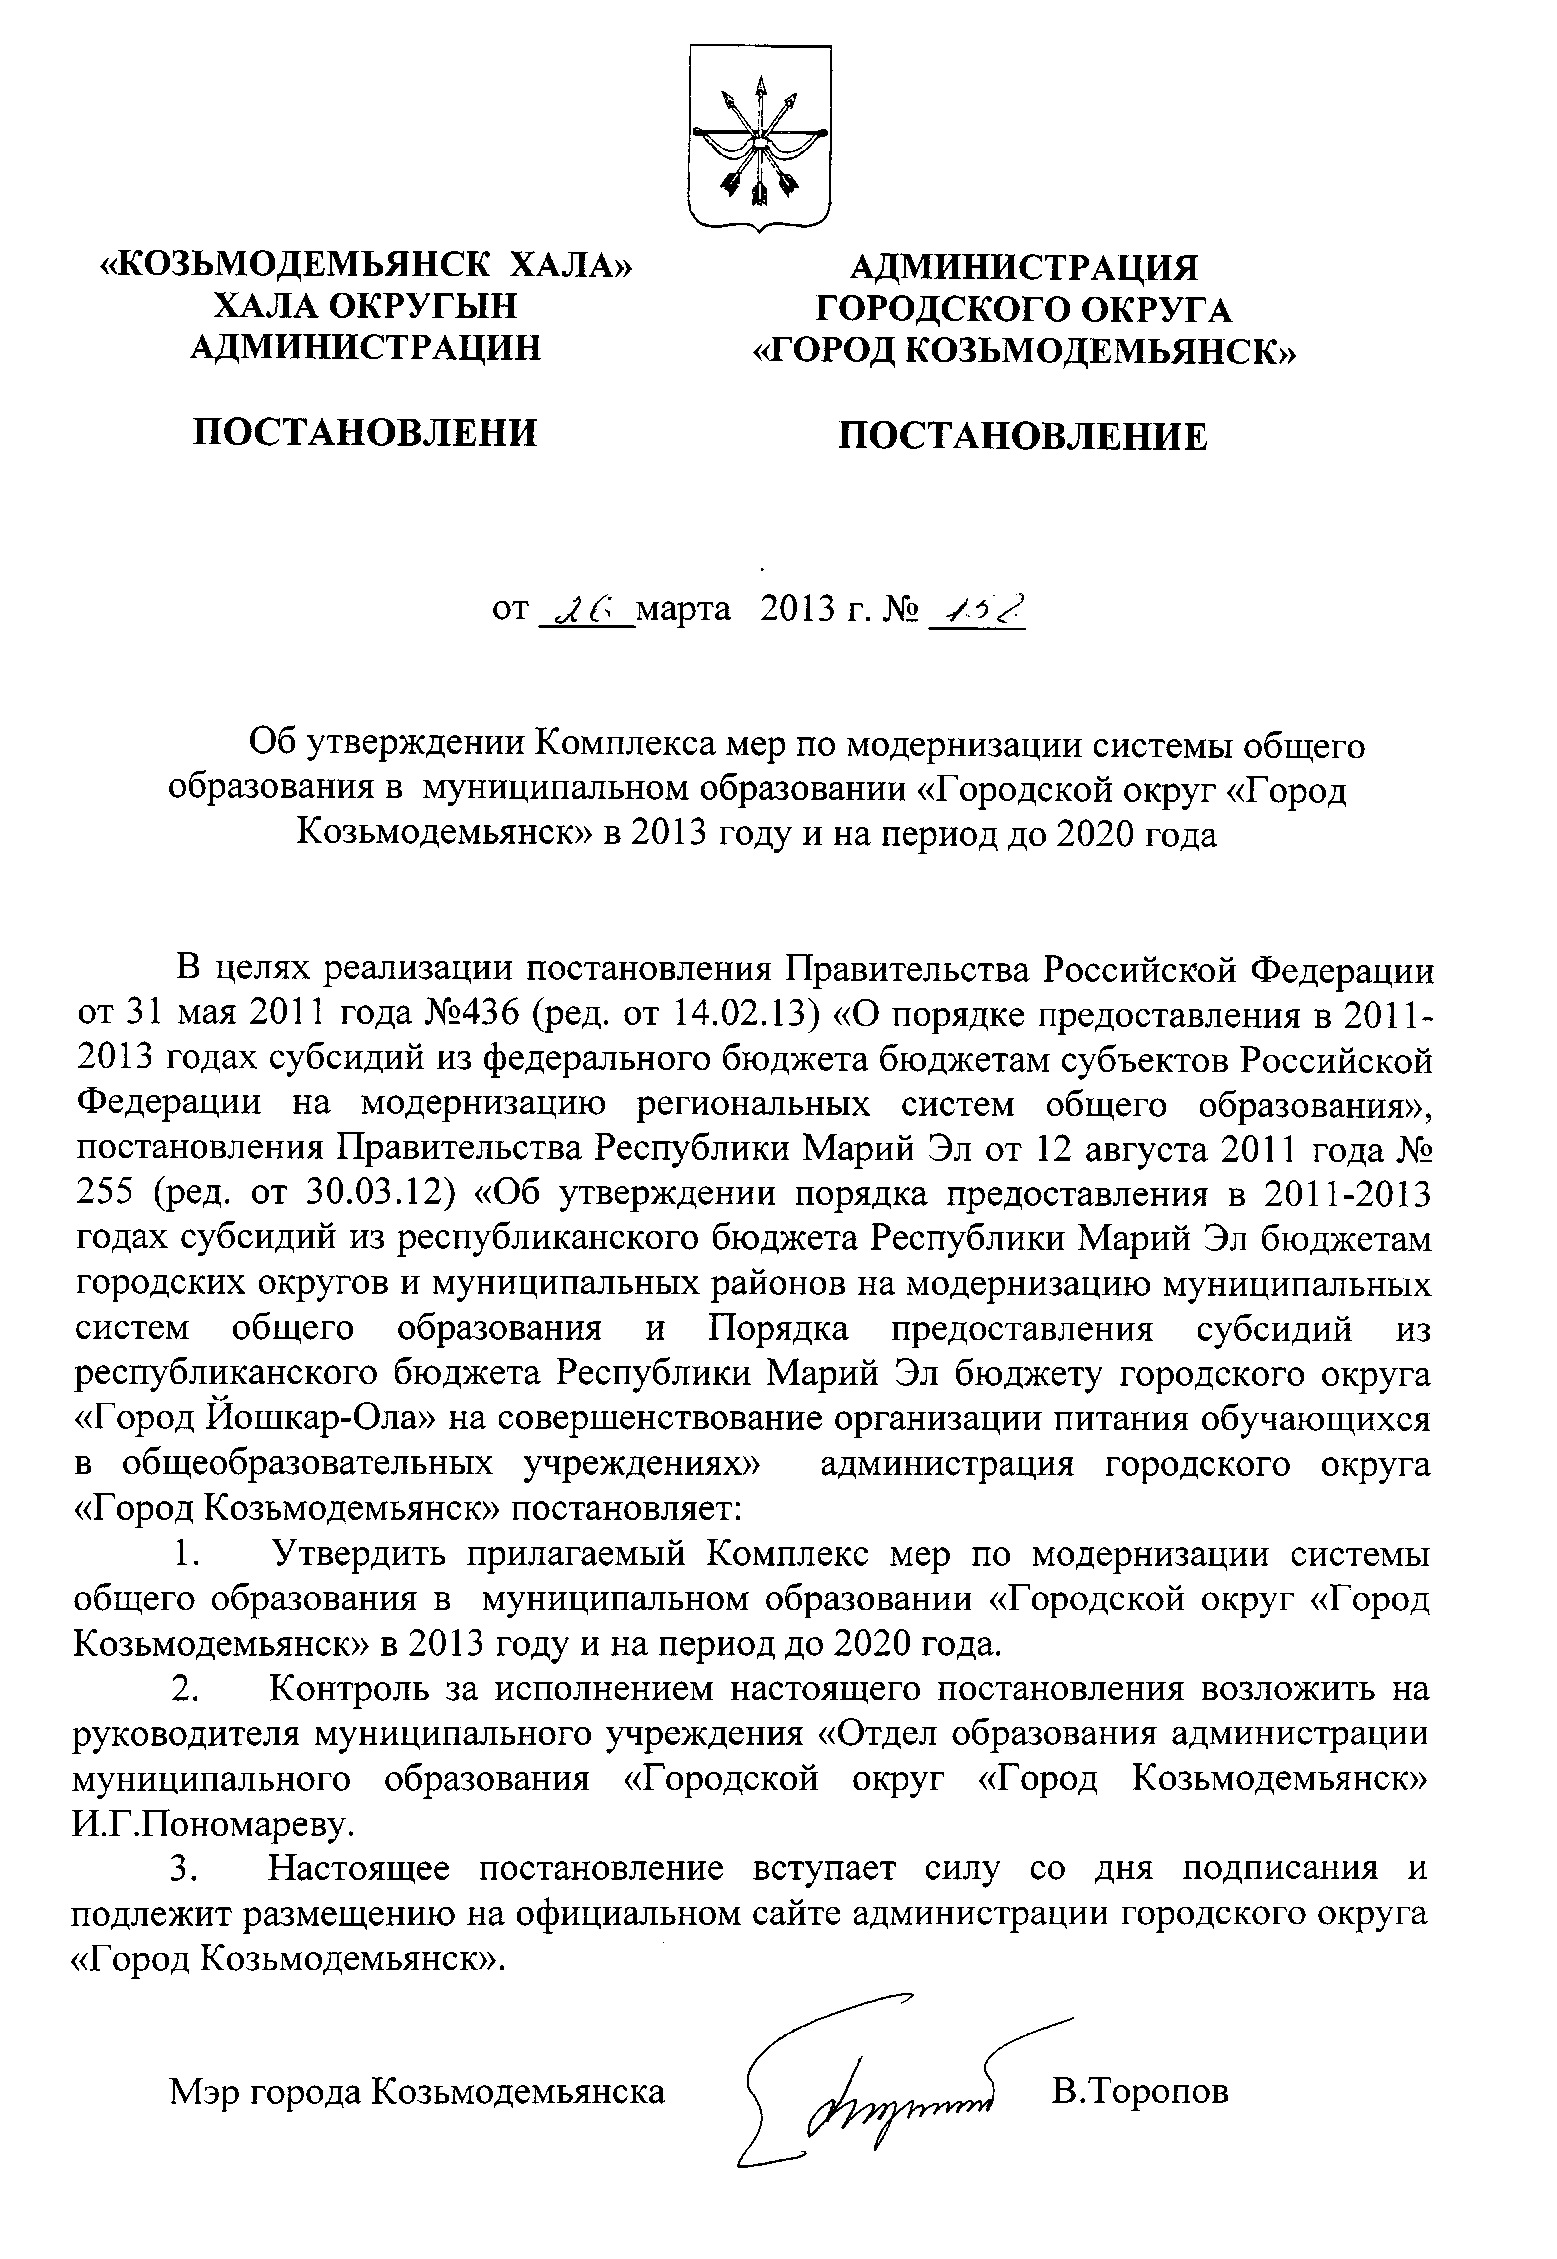 «КОЗЬМОДЕМЬЯНСК ХАЛА»
ХАЛА ОКРУГЫН
АДМИНИСТРАЦИН
ПОСТАНОВЛЕНИ
АДМИНИСТРАЦИЯ
ГОРОДСКОГО ОКРУГА
«ГОРОД КОЗЬМОДЕМЬЯНСК»
ПОСТАНОВЛЕНИЕ
от 26 марта 2013 г. № 132
Об утверждении Комплекса мер по модернизации системы общего
образования в муниципальном образовании «Городской округ «Город
Козьмодемьянск» в 2013 году и на период до 2020 года
В целях реализации постановления Правительства Российской Федерации
от 31 мая 2011 года №436 (ред. от 14.02.13) «О порядке предоставления в 2011-
2013 годах субсидий из федерального бюджета бюджетам субъектов Российской
Федерации на модернизацию региональных систем общего образования»,
постановления Правительства Республики Марий Эл от 12 августа 2011 года №
255 (ред. от 30.03.12) «Об утверждении порядка предоставления в 2011-2013
годах субсидий из республиканского бюджета Республики Марий Эл бюджетам
городских округов и муниципальных районов на модернизацию муниципальных
систем общего образования и Порядка предоставления субсидий из
республиканского бюджета Республики Марий Эл бюджету городского округа
«Город Йошкар-Ола» на совершенствование организации питания обучающихся
в общеобразовательных учреждениях» администрация городского округа
«Город Козьмодемьянск» постановляет:
1. Утвердить прилагаемый Комплекс мер по модернизации системы
общего образования в муниципальном образовании «Городской округ «Город
Козьмодемьянск» в 2013 году и на период до 2020 года.
2. Контроль за исполнением настоящего постановления возложить на
руководителя муниципального учреждения «Отдел образования администрации
муниципального образования «Городской округ «Город Козьмодемьянск»
И.Г.Пономареву.
3. Настоящее постановление вступает силу со дня подписания и
подлежит размещению на официальном сайте администрации городского округа
«Город Козьмодемьянск».
Мэр города Козьмодемьянска В.Торопов